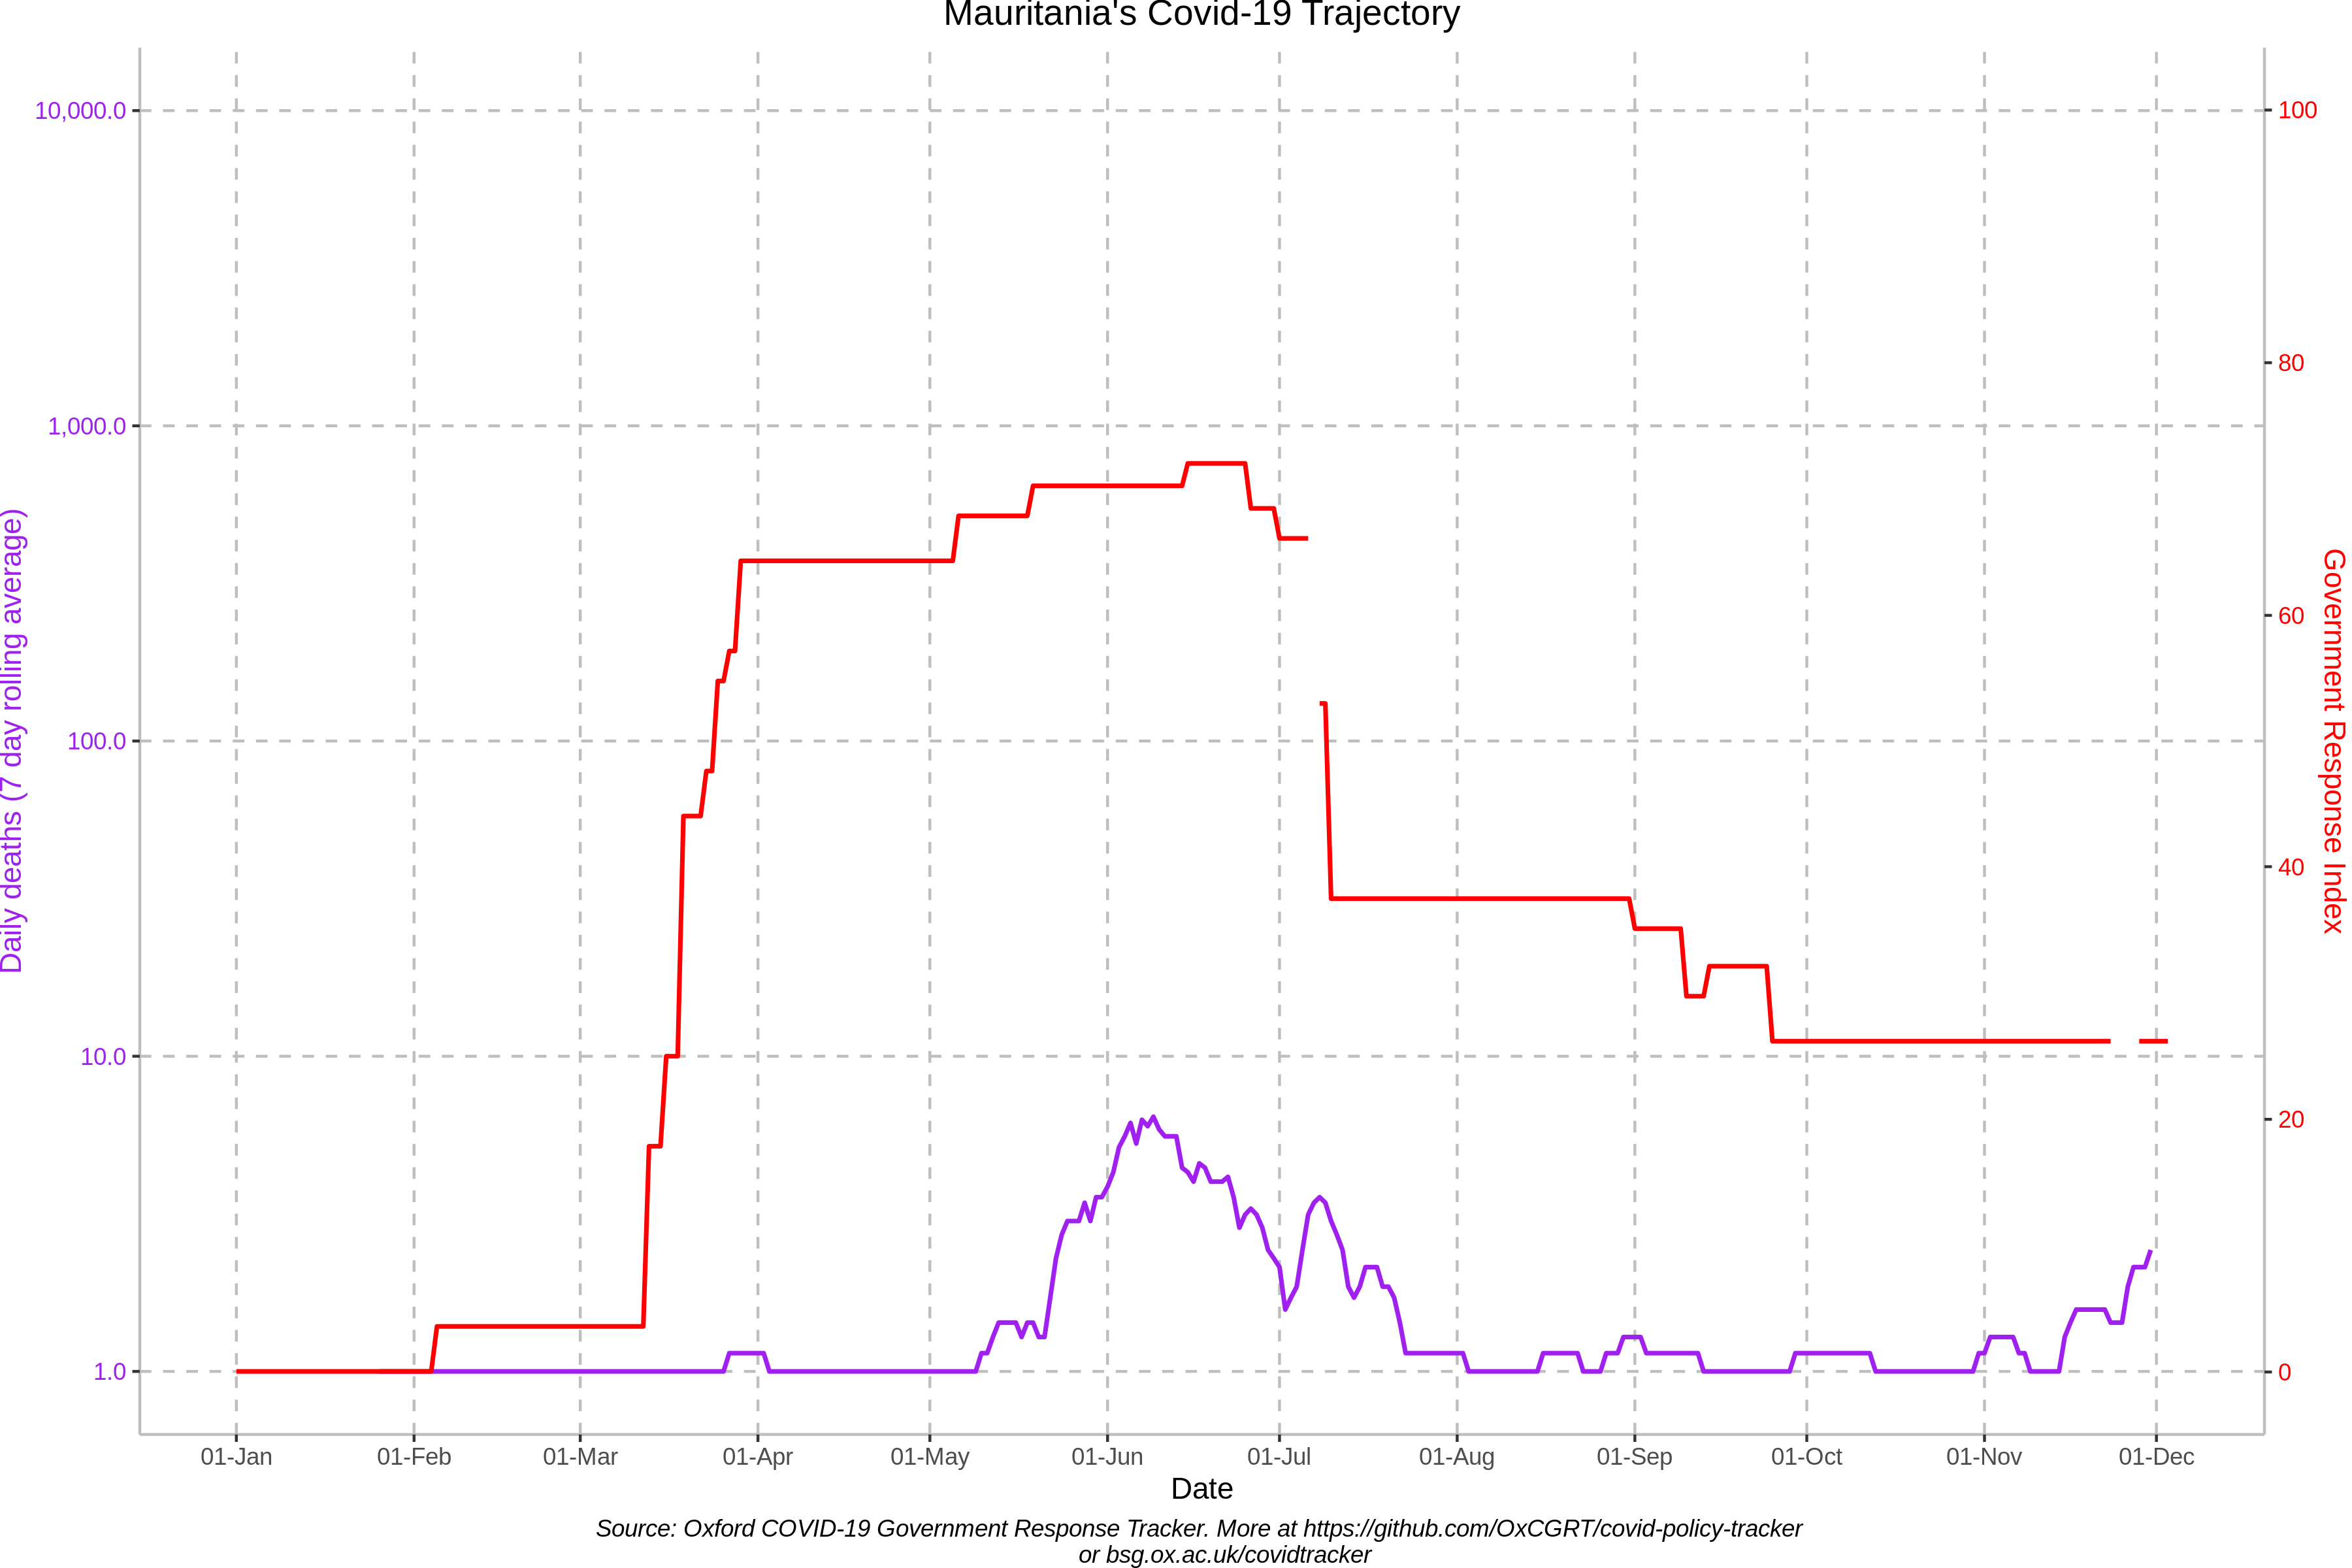 Mauritania's Covid-19 Trajectory
10,000.0
1,000.0
100.0
10.0
1.0
Daily deaths (7 day rolling average)
100
80
60
40
20
0
Government Response Index
01-Jan 01-Feb 01-Mar 01-Apr 01-May 01-Jun 01-Jul 01-Aug 01-Sep 01-Oct 01-Nov 01-Dec
Date
Source: Oxford COVID-19 Government Response Tracker. More at https://github.com/OxCGRT/covid-policy-tracker
or bsg.ox.ac.uk/covidtracker